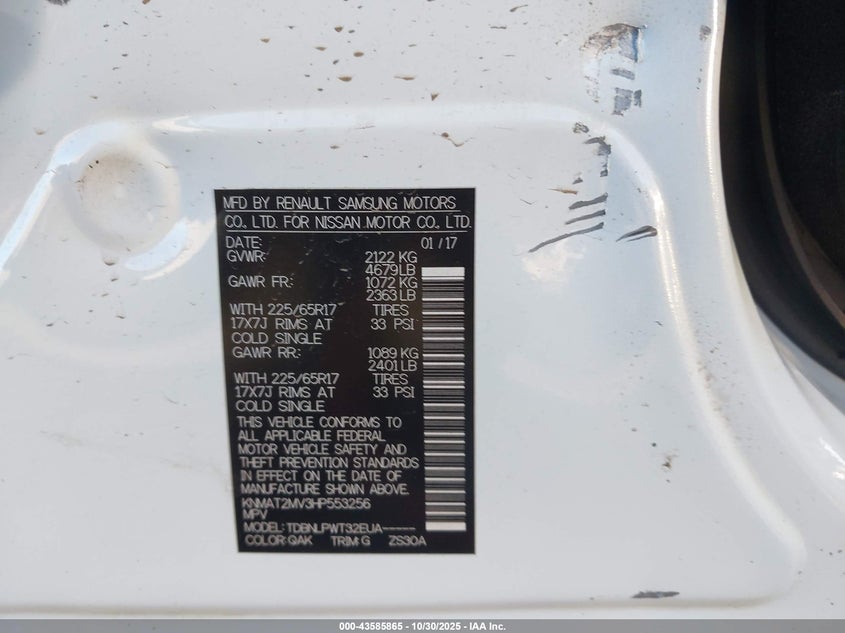 MFD BY RENAULT SAMSUNG MOTORS
CO., LTD. FOR NISSAN MOTOR CO., LTD.
DATE: 01/17
GVWR: 2122 KG
4679 LB
GAWR FR: 1072 KG
2363 LB
WITH 225/65R17 TIRES
17X7J RIMS AT 33 PSI
COLD SINGLE
GAWR RR: 1089 KG
2401 LB
WITH 225/65R17 TIRES
17X7J RIMS AT 33 PSI
COLD SINGLE
THIS VEHICLE CONFORMS TO
ALL APPLICABLE FEDERAL
MOTOR VEHICLE SAFETY AND
THEFT PREVENTION STANDARDS
IN EFFECT ON THE DATE OF
MANUFACTURE SHOWN ABOVE.
KNMAT2MV3HP553256
MPV
MODEL: TDBNLPWT32EUA-----
COLOR: QAK TRIM: G ZS30A
000-43585865 - 10/30/2025 - IAA Inc.